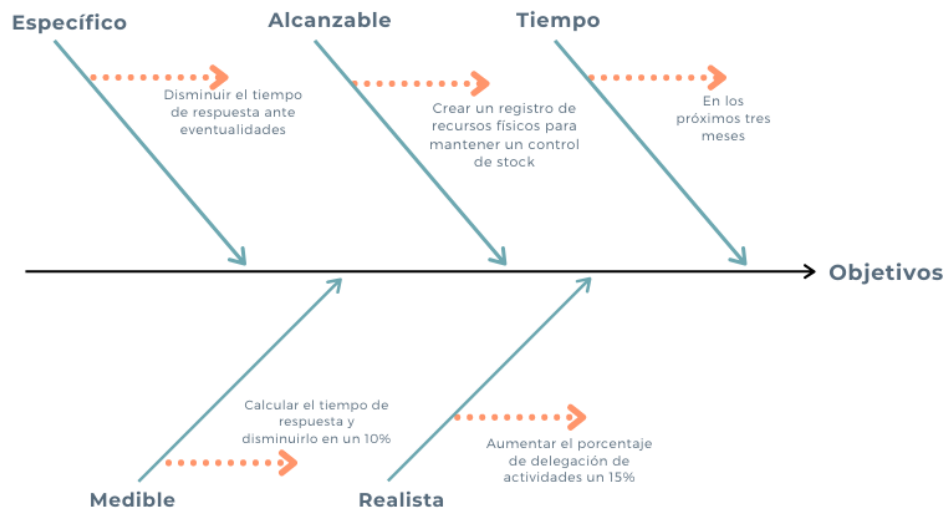 Específico
Disminuir el tiempo
de respuesta ante
eventualidades
Alcanzable
Crear un registro de
recursos físicos para
mantener un control
de stock
Tiempo
En los
próximos tres
meses
Objetivos
Calcular el tiempo de
respuesta y
disminuirlo en un 10%
Medible
Aumentar el porcentaje
de delegación de
actividades un 15%
Realista